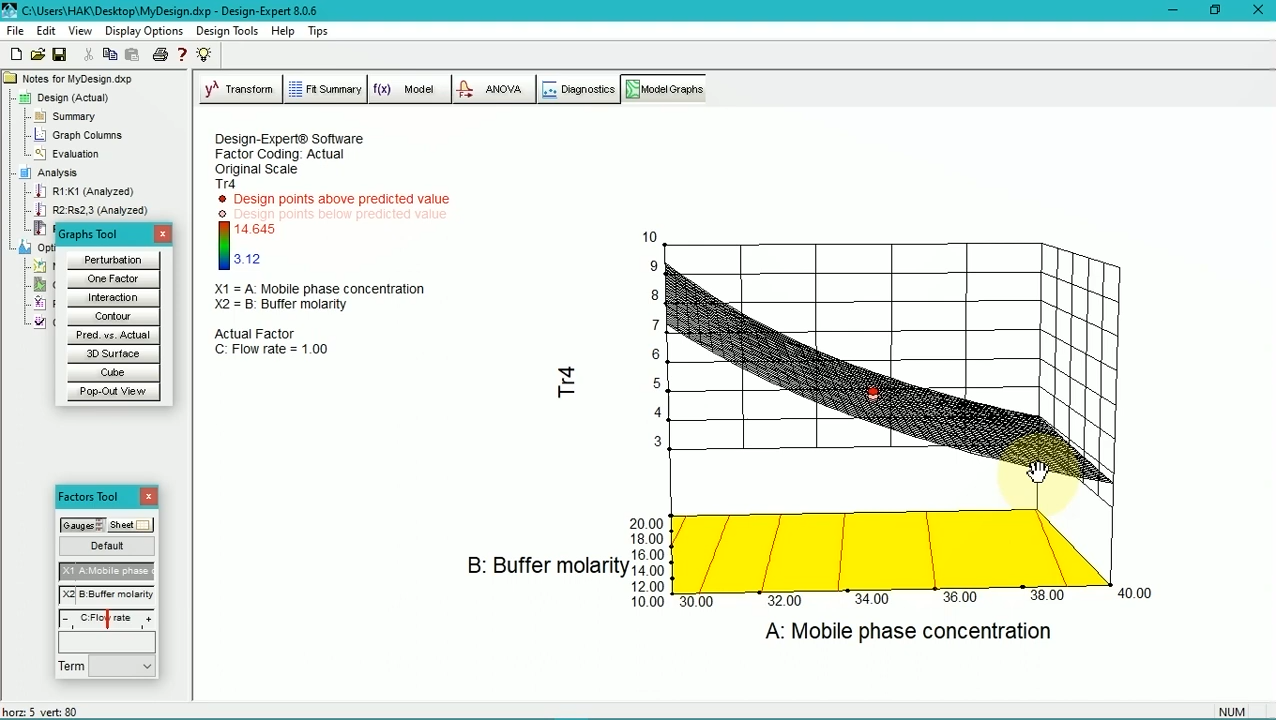 C:\Users\HAK\Desktop\MyDesign.dxp - Design-Expert 8.0.6
File Edit View Display Options Design Tools Help Tips
Notes for MyDesign.dxp
Design (Actual)
Summary
Graph Columns
Evaluation
Analysis
R1:K1 (Analyzed)
R2:Rs2,3 (Analyzed)
Graphs Tool
Perturbation
One Factor
Interaction
Contour
Pred. vs. Actual
3D Surface
Cube
Pop-Out View
Factors Tool
Gauges Sheet
Default
X1 A:Mobile phase
X2 B:Buffer molarity
− C:Flow rate +
Term
Transform Fit Summary f(x) Model ANOVA Diagnostics Model Graphs
Design-Expert® Software
Factor Coding: Actual
Original Scale
Tr4
Design points above predicted value
Design points below predicted value
14.645
3.12
X1 = A: Mobile phase concentration
X2 = B: Buffer molarity
Actual Factor
C: Flow rate = 1.00
10
9
8
7
6
5
4
3
Tr4
20.00
18.00
16.00
14.00
12.00
10.00
B: Buffer molarity
30.00 32.00 34.00 36.00 38.00 40.00
A: Mobile phase concentration
horz: 5 vert: 80
NUM